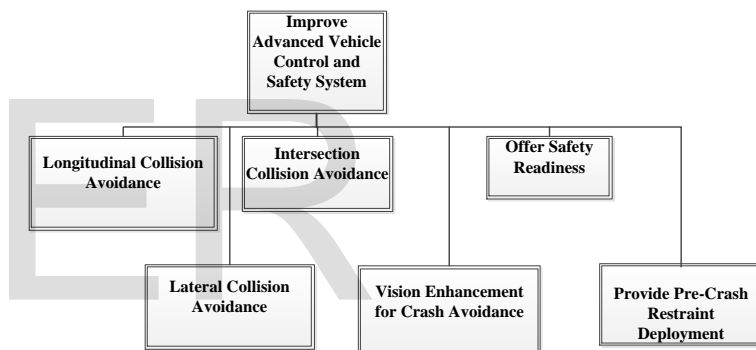 Improve
Advanced Vehicle
Control and
Safety System
Longitudinal Collision
Avoidance
Intersection
Collision Avoidance
Offer Safety
Readiness
Lateral Collision
Avoidance
Vision Enhancement
for Crash Avoidance
Provide Pre-Crash
Restraint
Deployment
ER